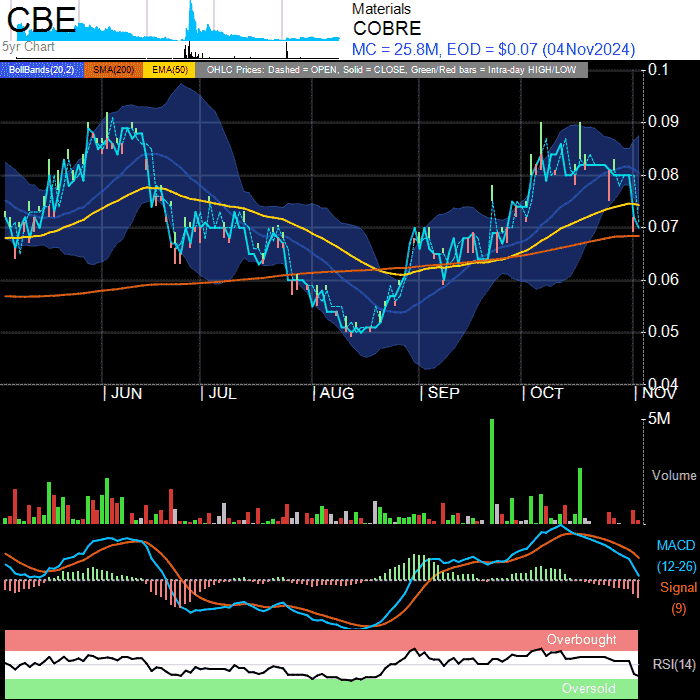 CBE
5yr Chart
Materials
COBRE
MC = 25.8M, EOD = $0.07 (04Nov2024)
BollBands(20,2) SMA(200) EMA(50) OHLC Prices: Dashed = OPEN, Solid = CLOSE, Green/Red bars = Intra-day HIGH/LOW
0.1
0.09
0.08
0.07
0.06
0.05
0.04
JUN JUL AUG SEP OCT NOV
5M
Volume
MACD
(12-26)
Signal
(9)
Overbought
RSI(14)
Oversold